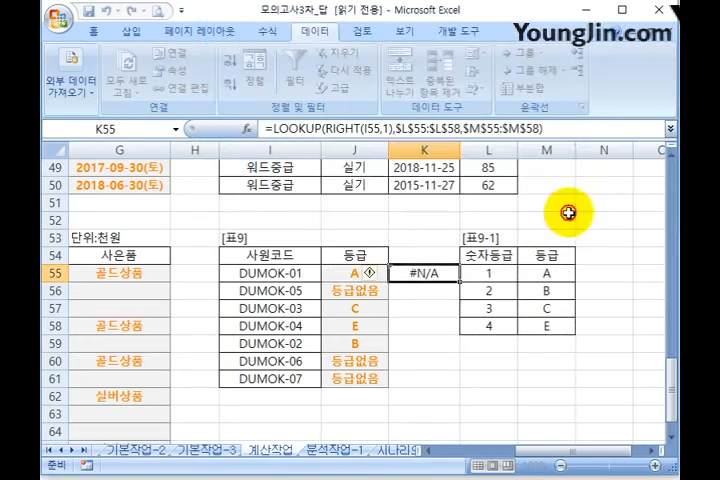 모의고사3자_답 [읽기 전용] - Microsoft Excel
YoungJin.com
홈 삽입 페이지 레이아웃 수식 데이터 검토 보기 개발 도구
외부 데이터 가져오기
모두 새로 고침
연결
속성
연결 편집
연결
정렬
필터
지우기
다시 적용
고급
정렬 및 필터
텍스트 나누기
중복된 항목 제거
데이터 도구
그룹
그룹 해제
부분합
윤곽선
K55 fx =LOOKUP(RIGHT(I55,1),$L$55:$L$58,$M$55:$M$58)
G H I J K L M N O
49 2017-09-30(토) 워드중급 실기 2018-11-25 85
50 2018-06-30(토) 워드중급 실기 2015-11-27 62
51
52
53 단위:천원 [표9] [표9-1]
54 사은품 사원코드 등급 숫자등급 등급
55 골드상품 DUMOK-01 A #N/A 1 A
56 DUMOK-05 등급없음 2 B
57 DUMOK-03 C 3 C
58 골드상품 DUMOK-04 E 4 E
59 DUMOK-02 B
60 골드상품 DUMOK-06 등급없음
61 DUMOK-07 등급없음
62 실버상품
63
64
기본작업-2 기본작업-3 계산작업 분석작업-1
준비 100%